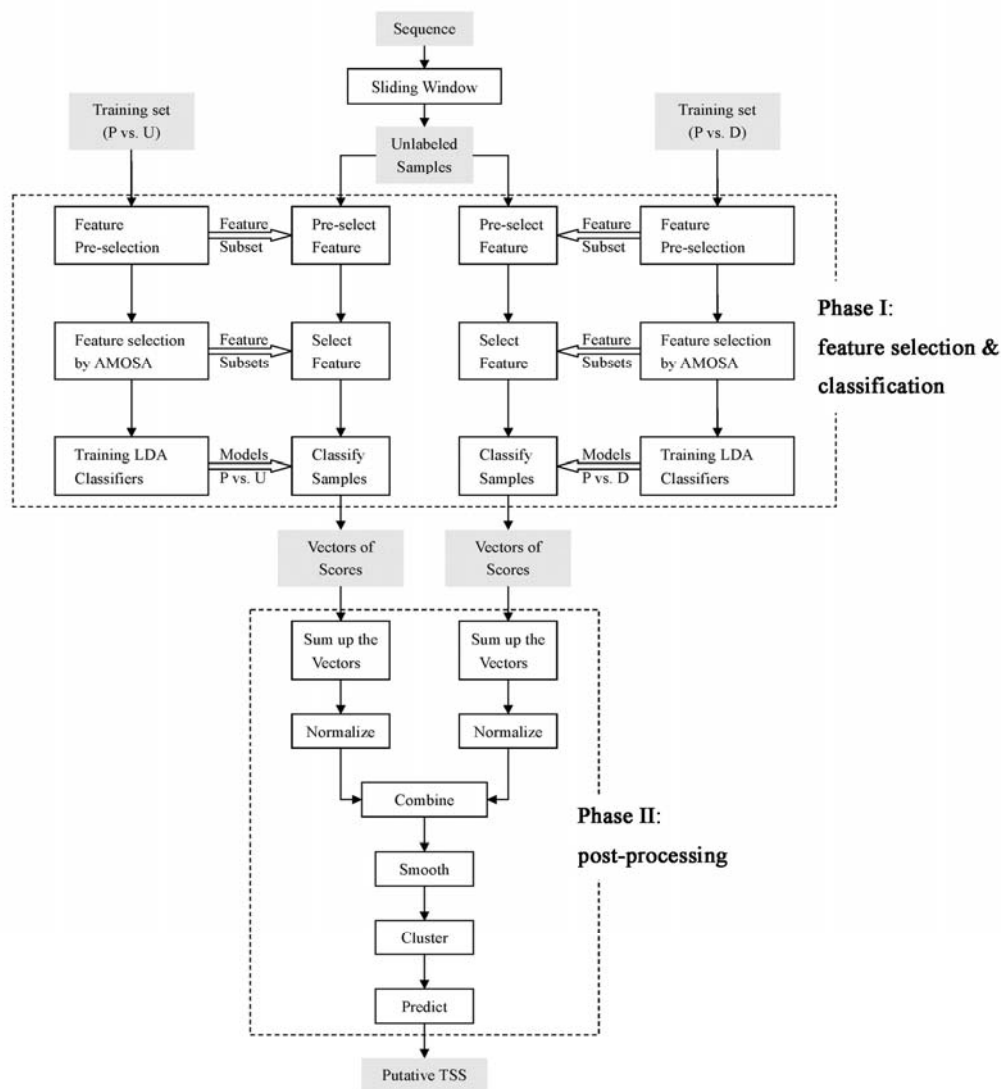 Sequence
Sliding Window
Training set
(P vs. U)
Unlabeled
Samples
Training set
(P vs. D)
Feature
Pre-selection
Feature
Subset
Pre-select
Feature
Pre-select
Feature
Feature
Subset
Feature
Pre-selection
Feature selection
by AMOSA
Feature
Subsets
Select
Feature
Select
Feature
Feature
Subsets
Feature selection
by AMOSA
Training LDA
Classifiers
Models
P vs. U
Classify
Samples
Classify
Samples
Models
P vs. D
Training LDA
Classifiers
Phase I:
feature selection &
classification
Vectors of
Scores
Vectors of
Scores
Sum up the
Vectors
Sum up the
Vectors
Normalize
Normalize
Combine
Smooth
Cluster
Predict
Phase II:
post-processing
Putative TSS